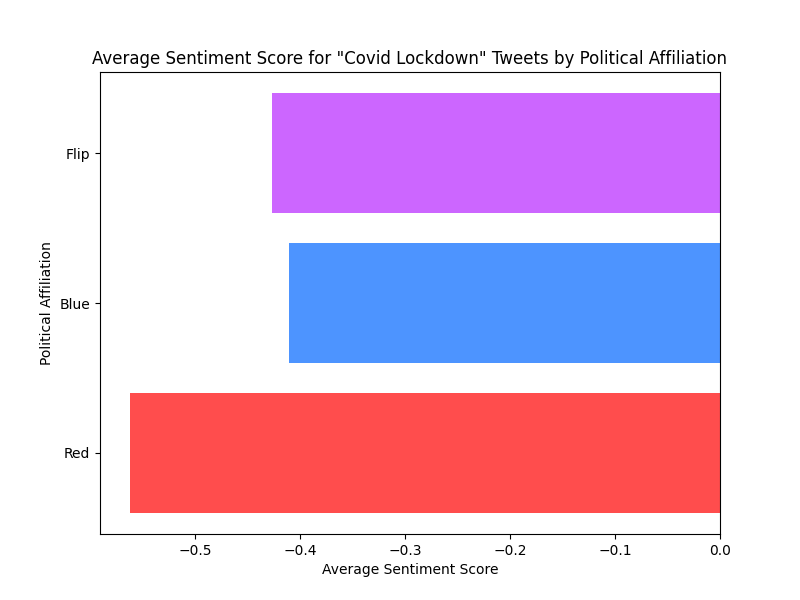 Average Sentiment Score for "Covid Lockdown" Tweets by Political Affiliation
Political Affiliation
Flip
Blue
Red
−0.5
−0.4
−0.3
−0.2
−0.1
0.0
Average Sentiment Score